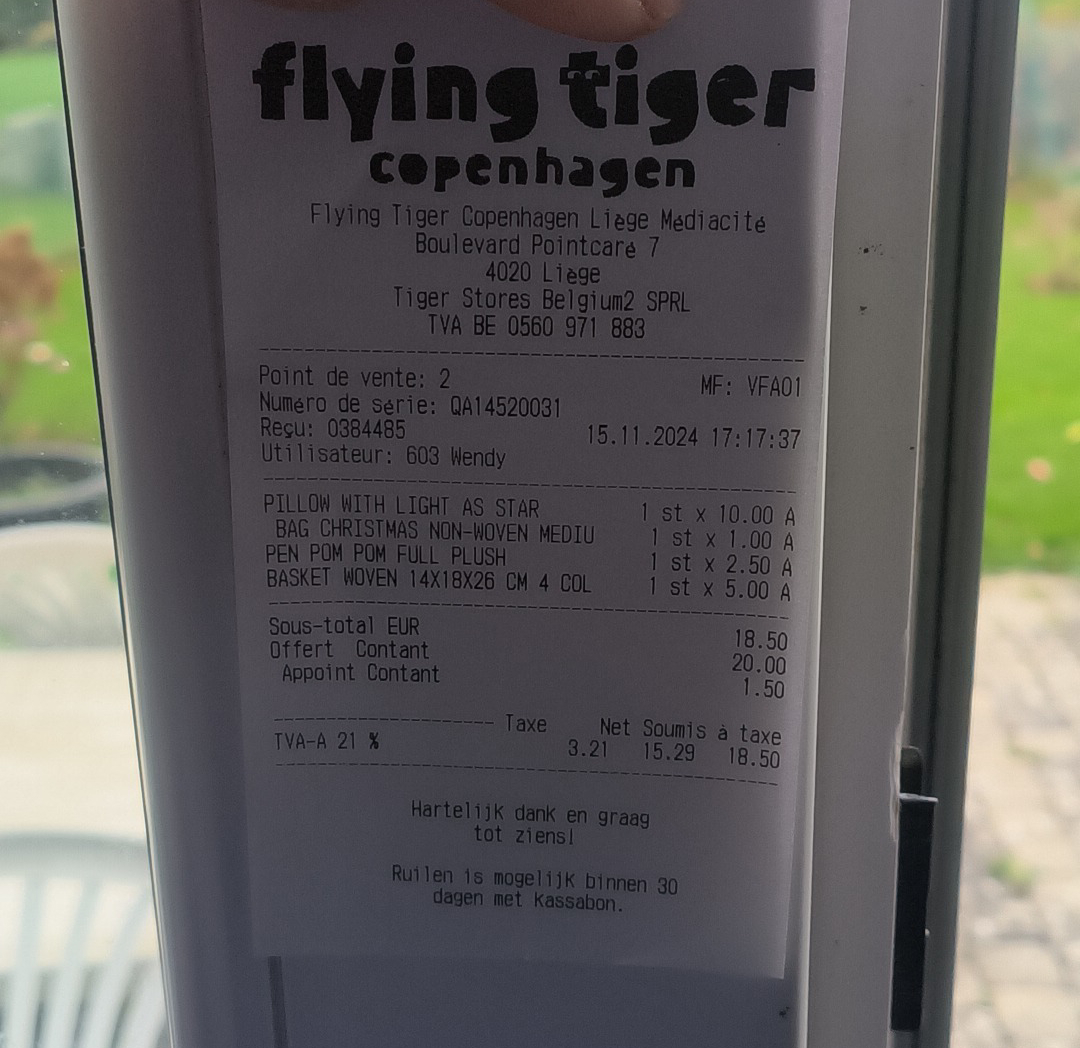 flying tiger
copenhagen
Flying Tiger Copenhagen Liège Médiacité
Boulevard Pointcaré 7
4020 Liège
Tiger Stores Belgium2 SPRL
TVA BE 0560 971 883
Point de vente: 2 MF: VFA01
Numéro de série: QA14520031
Reçu: 0384485 15.11.2024 17:17:37
Utilisateur: 603 Wendy
PILLOW WITH LIGHT AS STAR 1 st x 10.00 A
BAG CHRISTMAS NON-WOVEN MEDIU 1 st x 1.00 A
PEN POM POM FULL PLUSH 1 st x 2.50 A
BASKET WOVEN 14X18X26 CM 4 COL 1 st x 5.00 A
Sous-total EUR 18.50
Offert Contant 20.00
Appoint Contant 1.50
Taxe Net Soumis à taxe
TVA-A 21 % 3.21 15.29 18.50
Hartelijk dank en graag
tot ziens!
Ruilen is mogelijk binnen 30
dagen met kassabon.